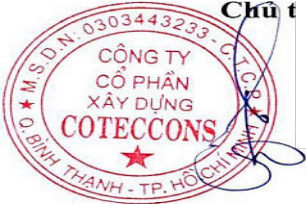 Chủ t
M.S.D.N: 0303443233 - C.T.C.P
CÔNG TY
CỔ PHẦN
XÂY DỰNG
COTECCONS
Q. BÌNH THẠNH - TP. HỒ CHÍ MINH